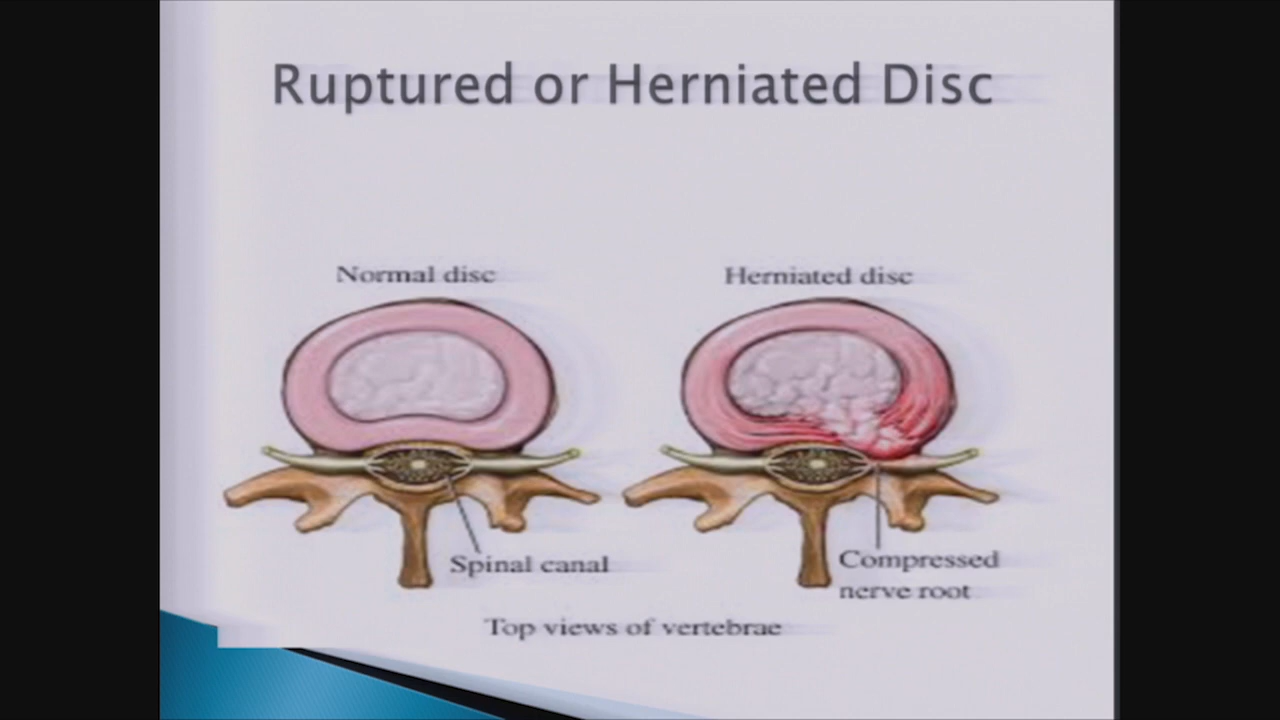 Ruptured or Herniated Disc
Normal disc
Herniated disc
Spinal canal
Compressed
nerve root
Top views of vertebrae